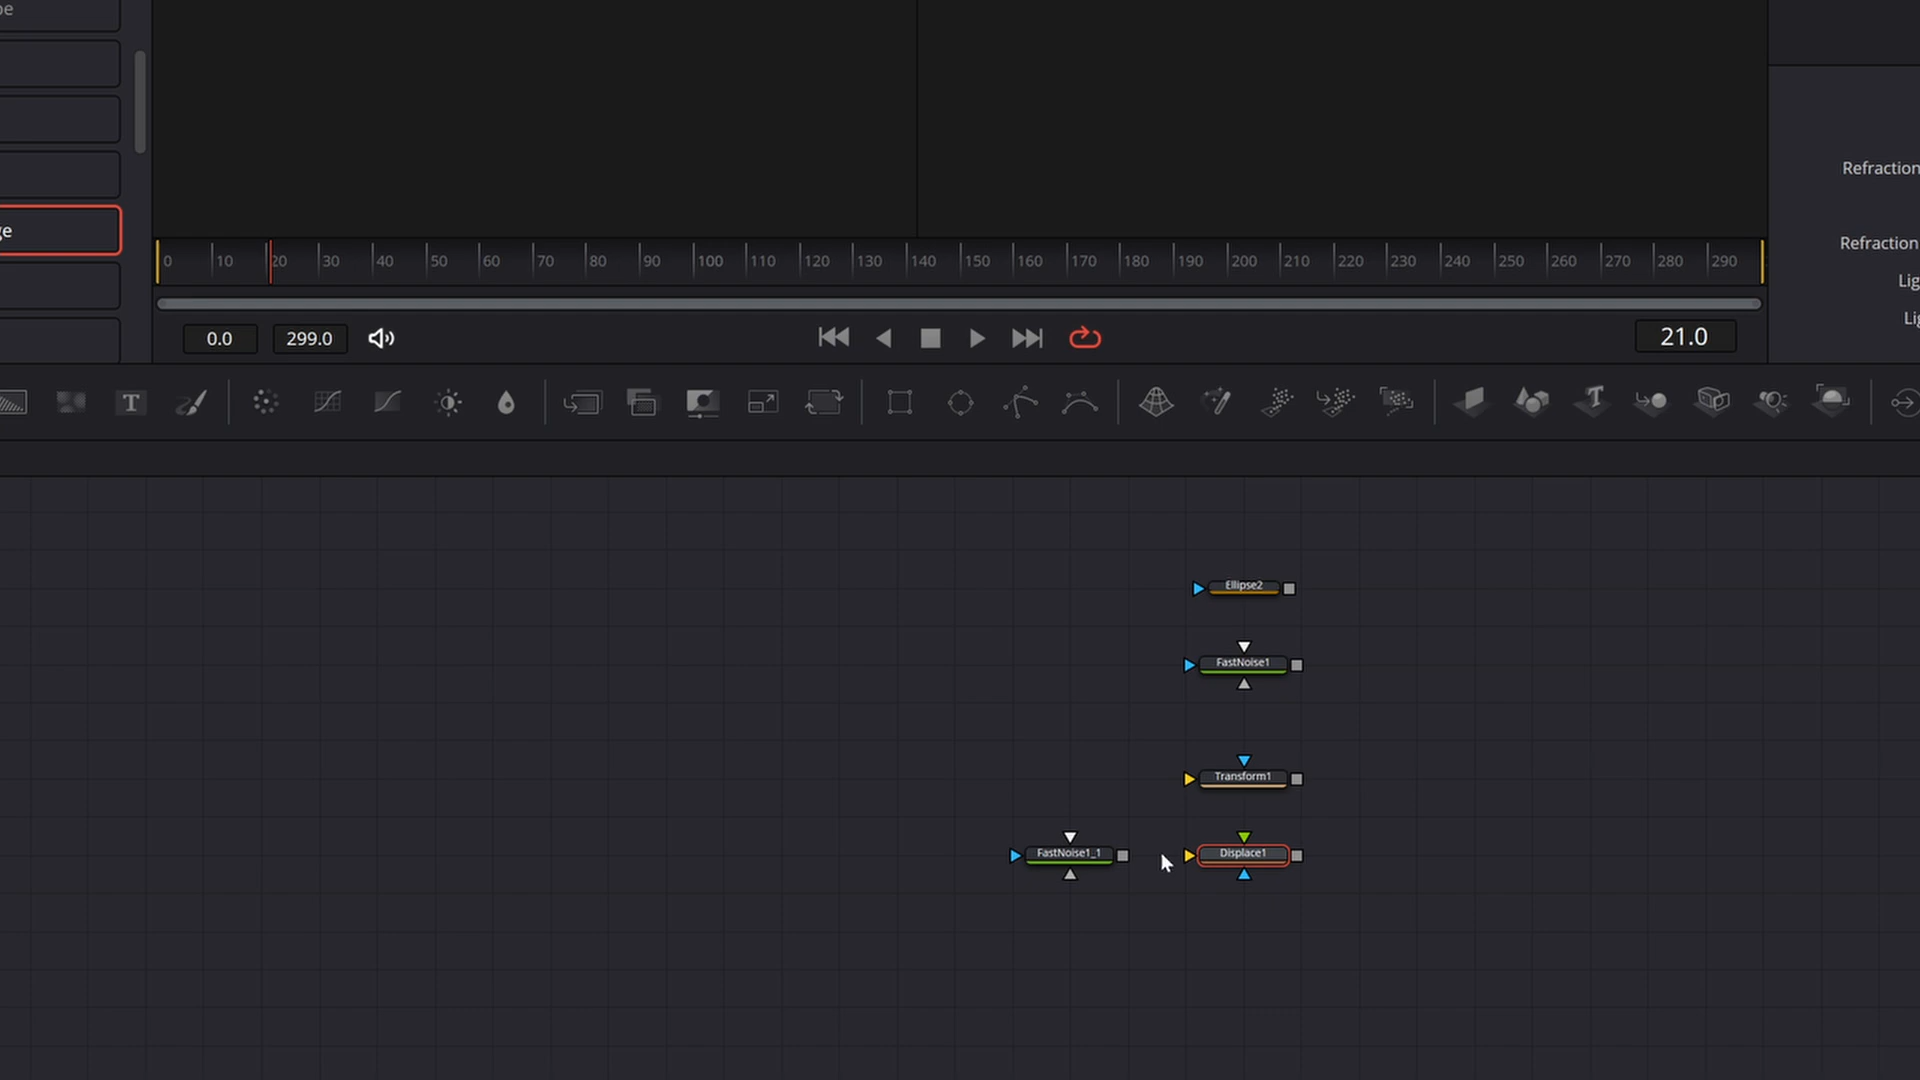 pe
ge
Refraction
Refraction
Lig
Lig
0 10 20 30 40 50 60 70 80 90 100 110 120 130 140 150 160 170 180 190 200 210 220 230 240 250 260 270 280 290
0.0 299.0 21.0
T
Ellipse2
FastNoise1
Transform1
FastNoise1_1 Displace1